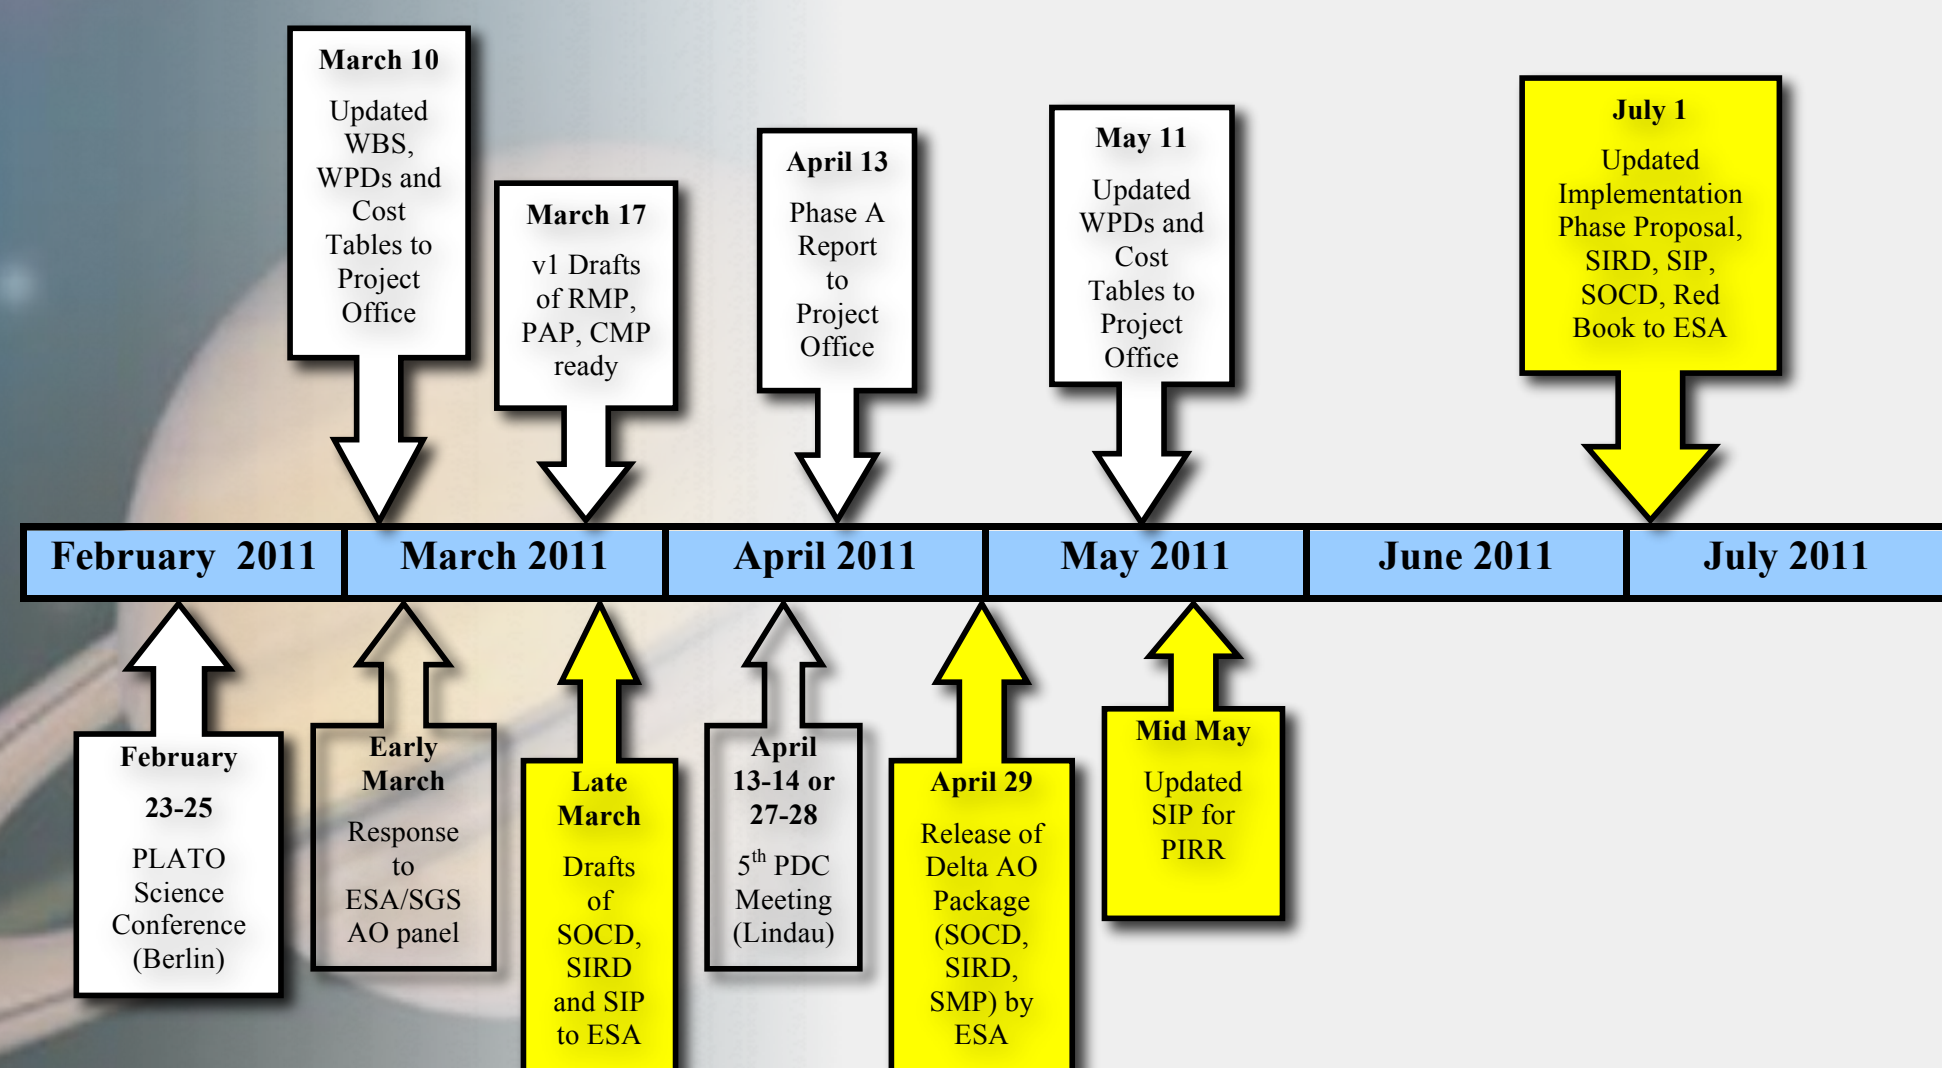 March 10
Updated
WBS,
WPDs and
Cost
Tables to
Project
Office
March 17
v1 Drafts
of RMP,
PAP, CMP
ready
April 13
Phase A
Report
to
Project
Office
May 11
Updated
WPDs and
Cost
Tables to
Project
Office
July 1
Updated
Implementation
Phase Proposal,
SIRD, SIP,
SOCD, Red
Book to ESA
February 2011
March 2011
April 2011
May 2011
June 2011
July 2011
February
23-25
PLATO
Science
Conference
(Berlin)
Early
March
Response
to
ESA/SGS
AO panel
Late
March
Drafts
of
SOCD,
SIRD
and SIP
to ESA
April
13-14 or
27-28
5th PDC
Meeting
(Lindau)
April 29
Release of
Delta AO
Package
(SOCD,
SIRD,
SMP) by
ESA
Mid May
Updated
SIP for
PIRR